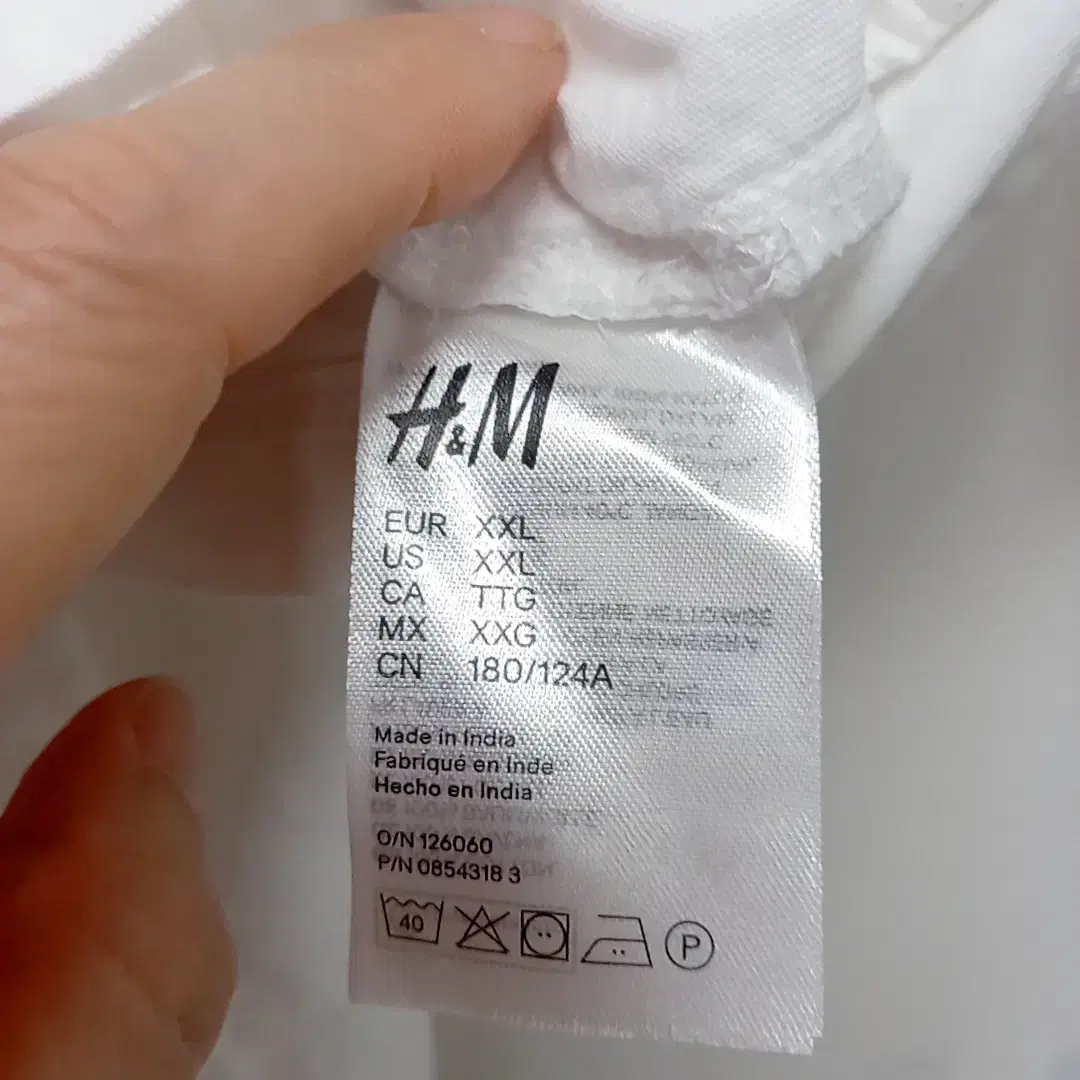 H&M
EUR XXL
US XXL
CA TTG
MX XXG
CN 180/124A
Made in India
Fabriqué en Inde
Hecho en India
O/N 126060
P/N 0854318 3
40
P